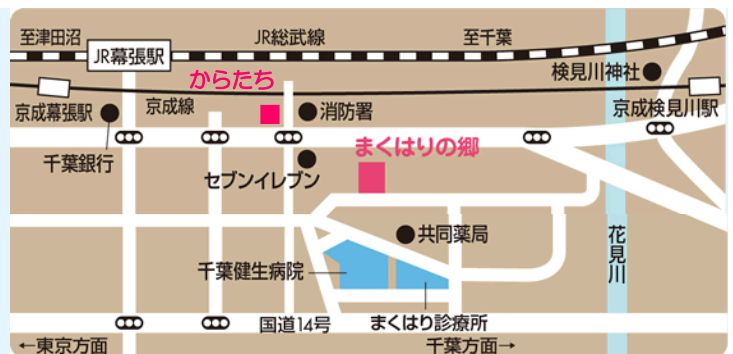 至津田沼
JR総武線
至千葉
JR幕張駅
からたち
検見川神社
京成幕張駅
京成線
消防署
京成検見川駅
千葉銀行
まくはりの郷
セブンイレブン
共同薬局
花見川
千葉健生病院
国道14号
まくはり診療所
←東京方面
千葉方面→